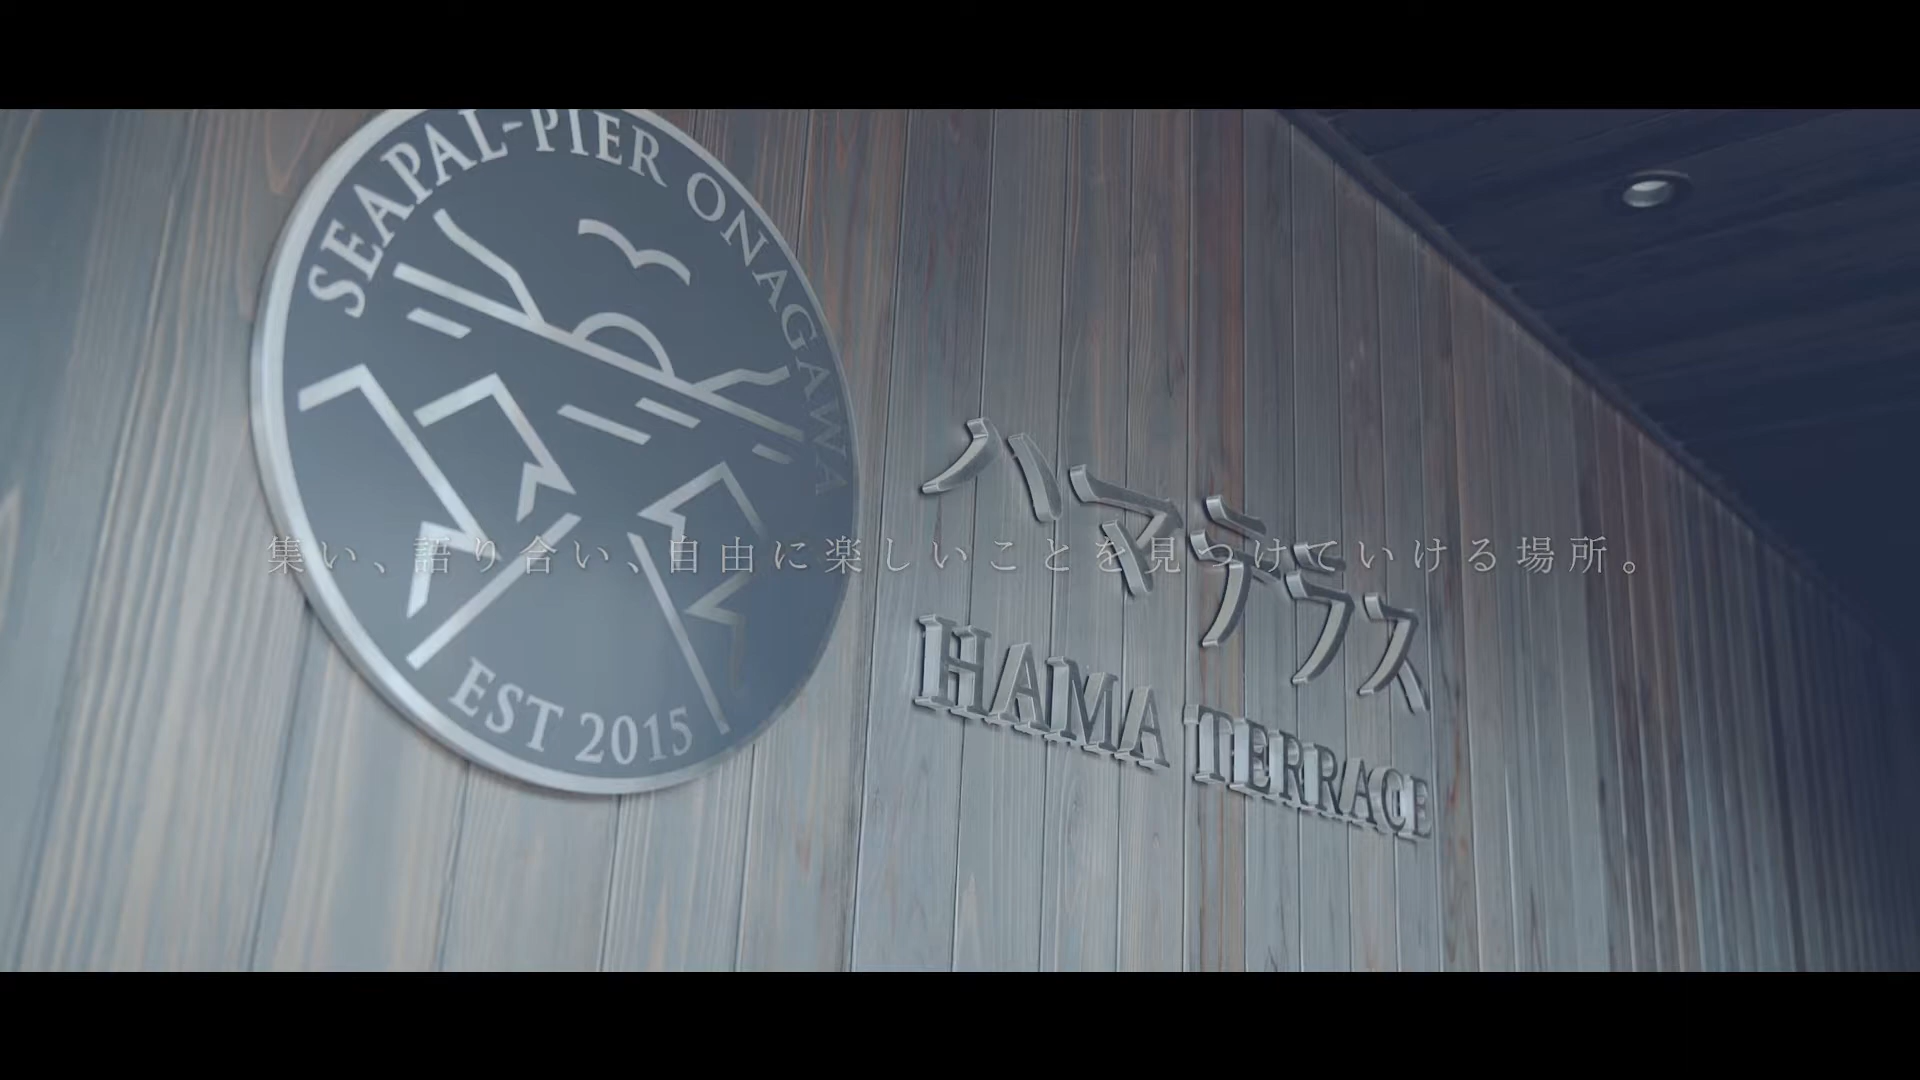 SEAPAL-PIER ONAGAWA
EST 2015
ハマテラス
HAMA TERRACE
集い、語り合い、自由に楽しいことを見つけていける場所。